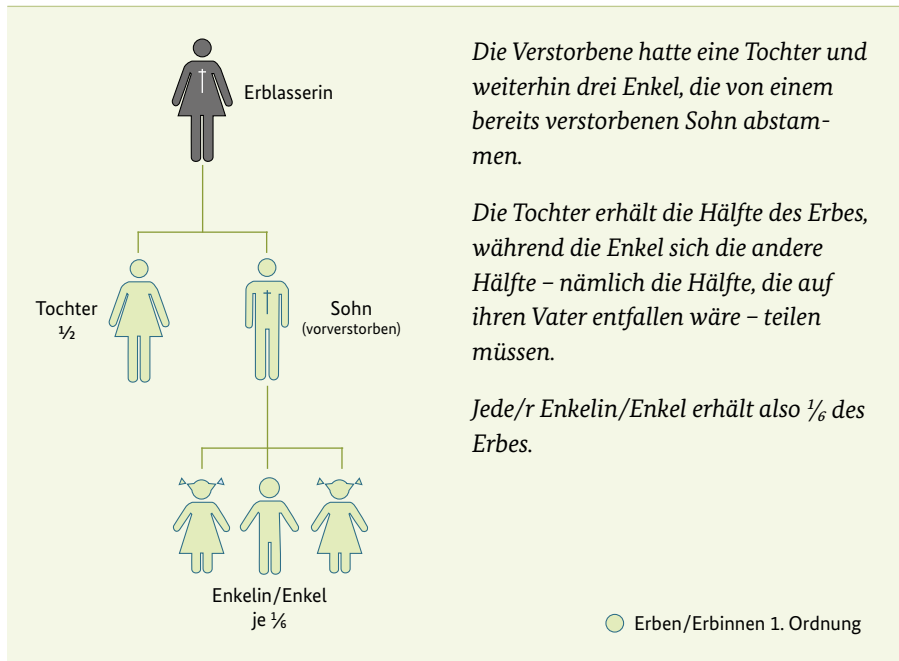 Erblasserin
Tochter
½
Sohn
(vorverstorben)
Enkelin/Enkel
je ⅙
Die Verstorbene hatte eine Tochter und
weiterhin drei Enkel, die von einem
bereits verstorbenen Sohn abstam-
men.
Die Tochter erhält die Hälfte des Erbes,
während die Enkel sich die andere
Hälfte – nämlich die Hälfte, die auf
ihren Vater entfallen wäre – teilen
müssen.
Jede/r Enkelin/Enkel erhält also ⅙ des
Erbes.
Erben/Erbinnen 1. Ordnung